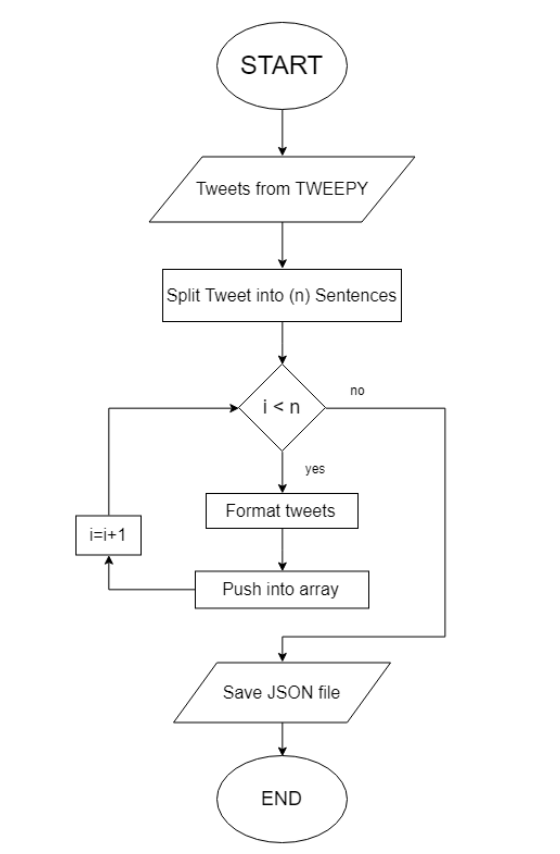 START
Tweets from TWEEPY
Split Tweet into (n) Sentences
i < n
no
yes
Format tweets
i=i+1
Push into array
Save JSON file
END